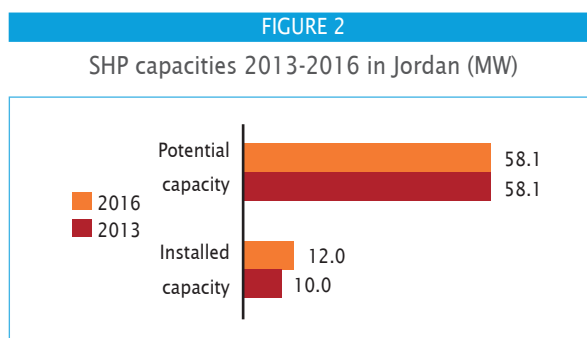 FIGURE 2
SHP capacities 2013-2016 in Jordan (MW)
Potential
capacity
58.1
58.1
2016
2013
Installed
capacity
12.0
10.0